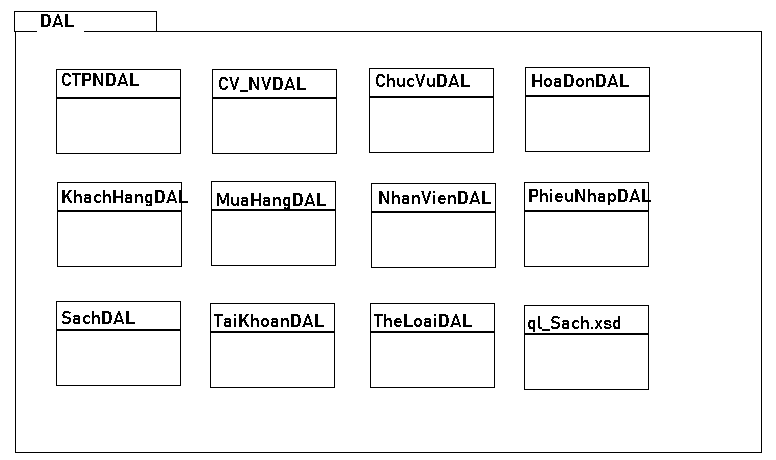 DAL
CTPNDAL
CV_NVDAL
ChucVuDAL
HoaDonDAL
KhachHangDAL
MuaHangDAL
NhanVienDAL
PhieuNhapDAL
SachDAL
TaiKhoanDAL
TheLoaiDAL
ql_Sach.xsd